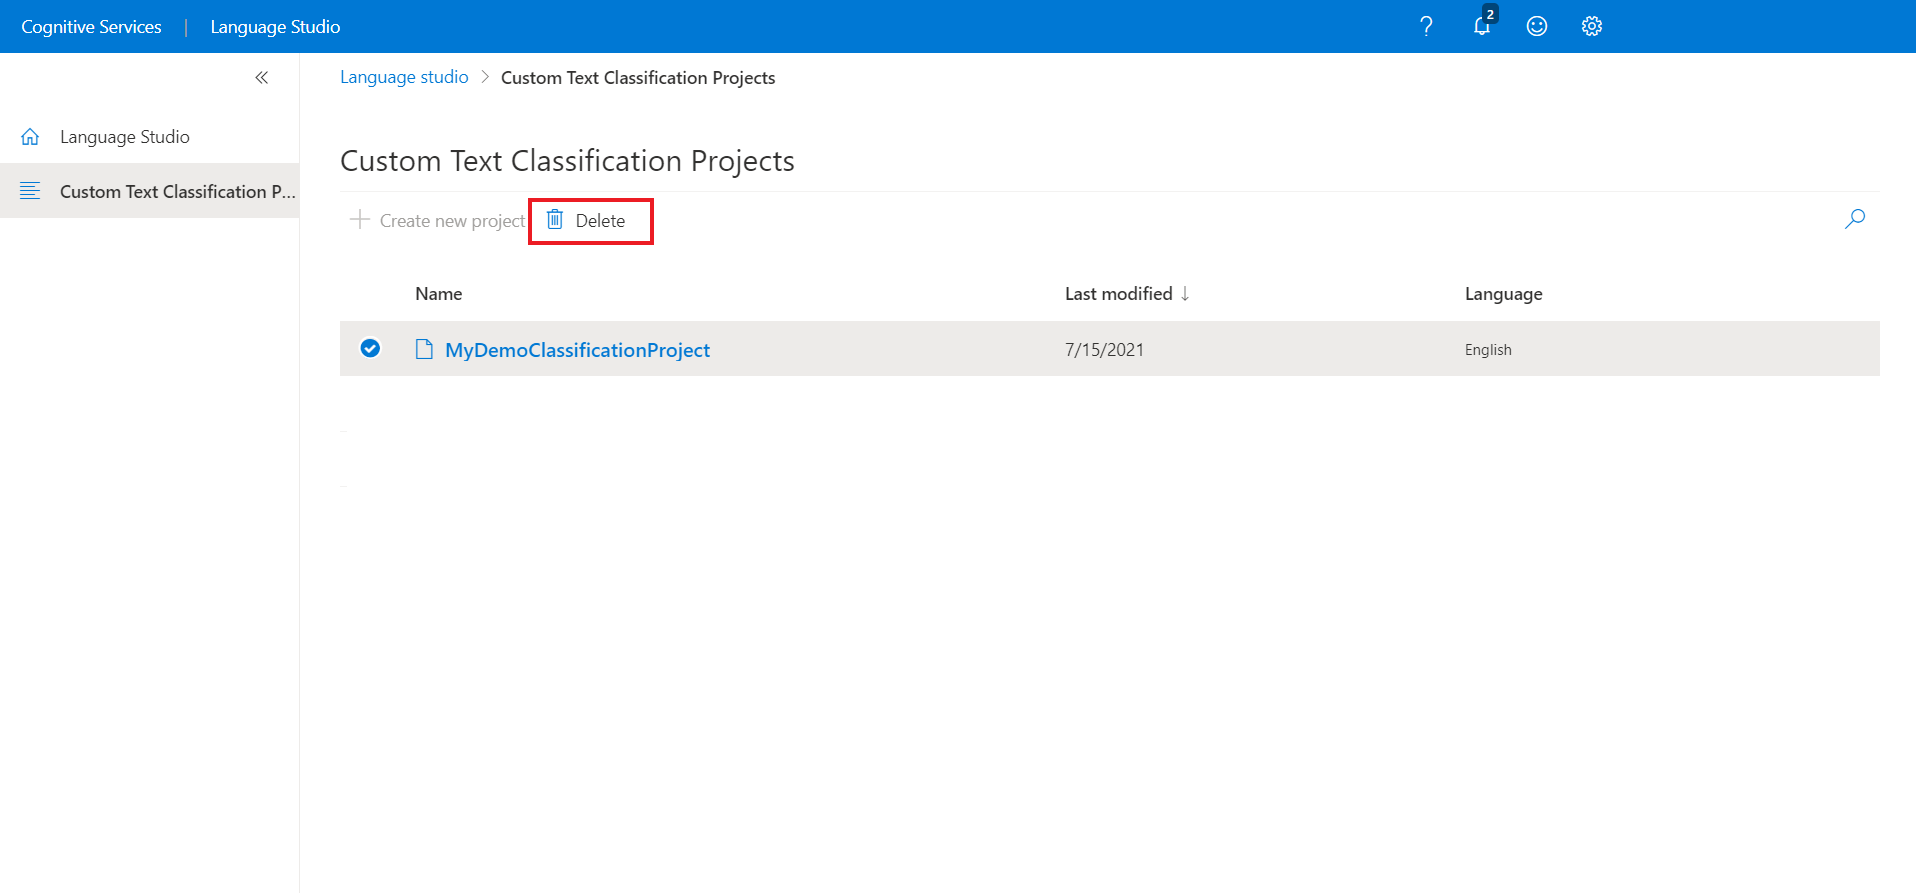 Cognitive Services | Language Studio
2
Language studio > Custom Text Classification Projects
Language Studio
Custom Text Classification P...
Custom Text Classification Projects
Create new project
Delete
Name Last modified ↓ Language
MyDemoClassificationProject 7/15/2021 English